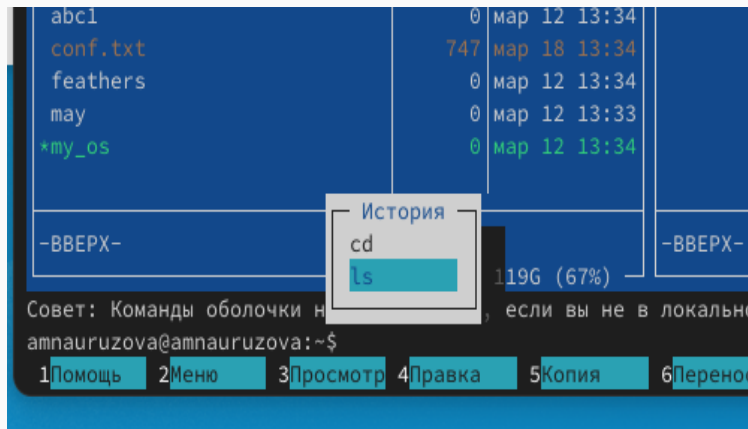 abc1 0 мар 12 13:34
conf.txt 747 мар 18 13:34
feathers 0 мар 12 13:34
may 0 мар 12 13:33
*my_os 0 мар 12 13:34
История
-ВВЕРХ- cd -ВВЕРХ-
ls 119G (67%)
Совет: Команды оболочки н , если вы не в локально
amnauruzova@amnauruzova:~$
1Помощь 2Меню 3Просмотр 4Правка 5Копия 6Перенос